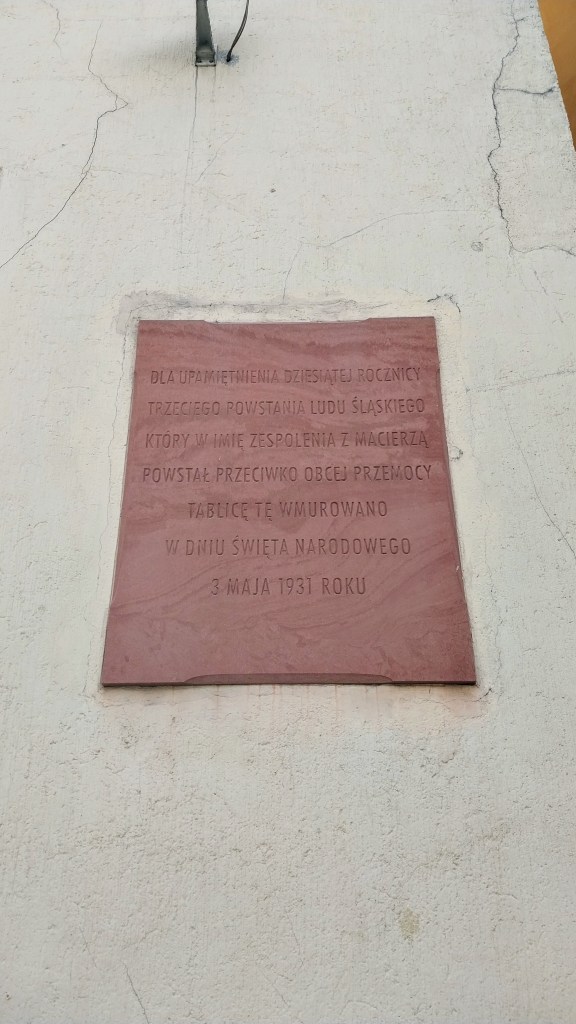 DLA UPAMIĘTNIENIA DZIESIĄTEJ ROCZNICY
TRZECIEGO POWSTANIA LUDU ŚLĄSKIEGO
KTÓRY W IMIĘ ZESPOLENIA Z MACIERZĄ
POWSTAŁ PRZECIWKO OBCEJ PRZEMOCY
TABLICĘ TĘ WMUROWANO
W DNIU ŚWIĘTA NARODOWEGO
3 MAJA 1931 ROKU